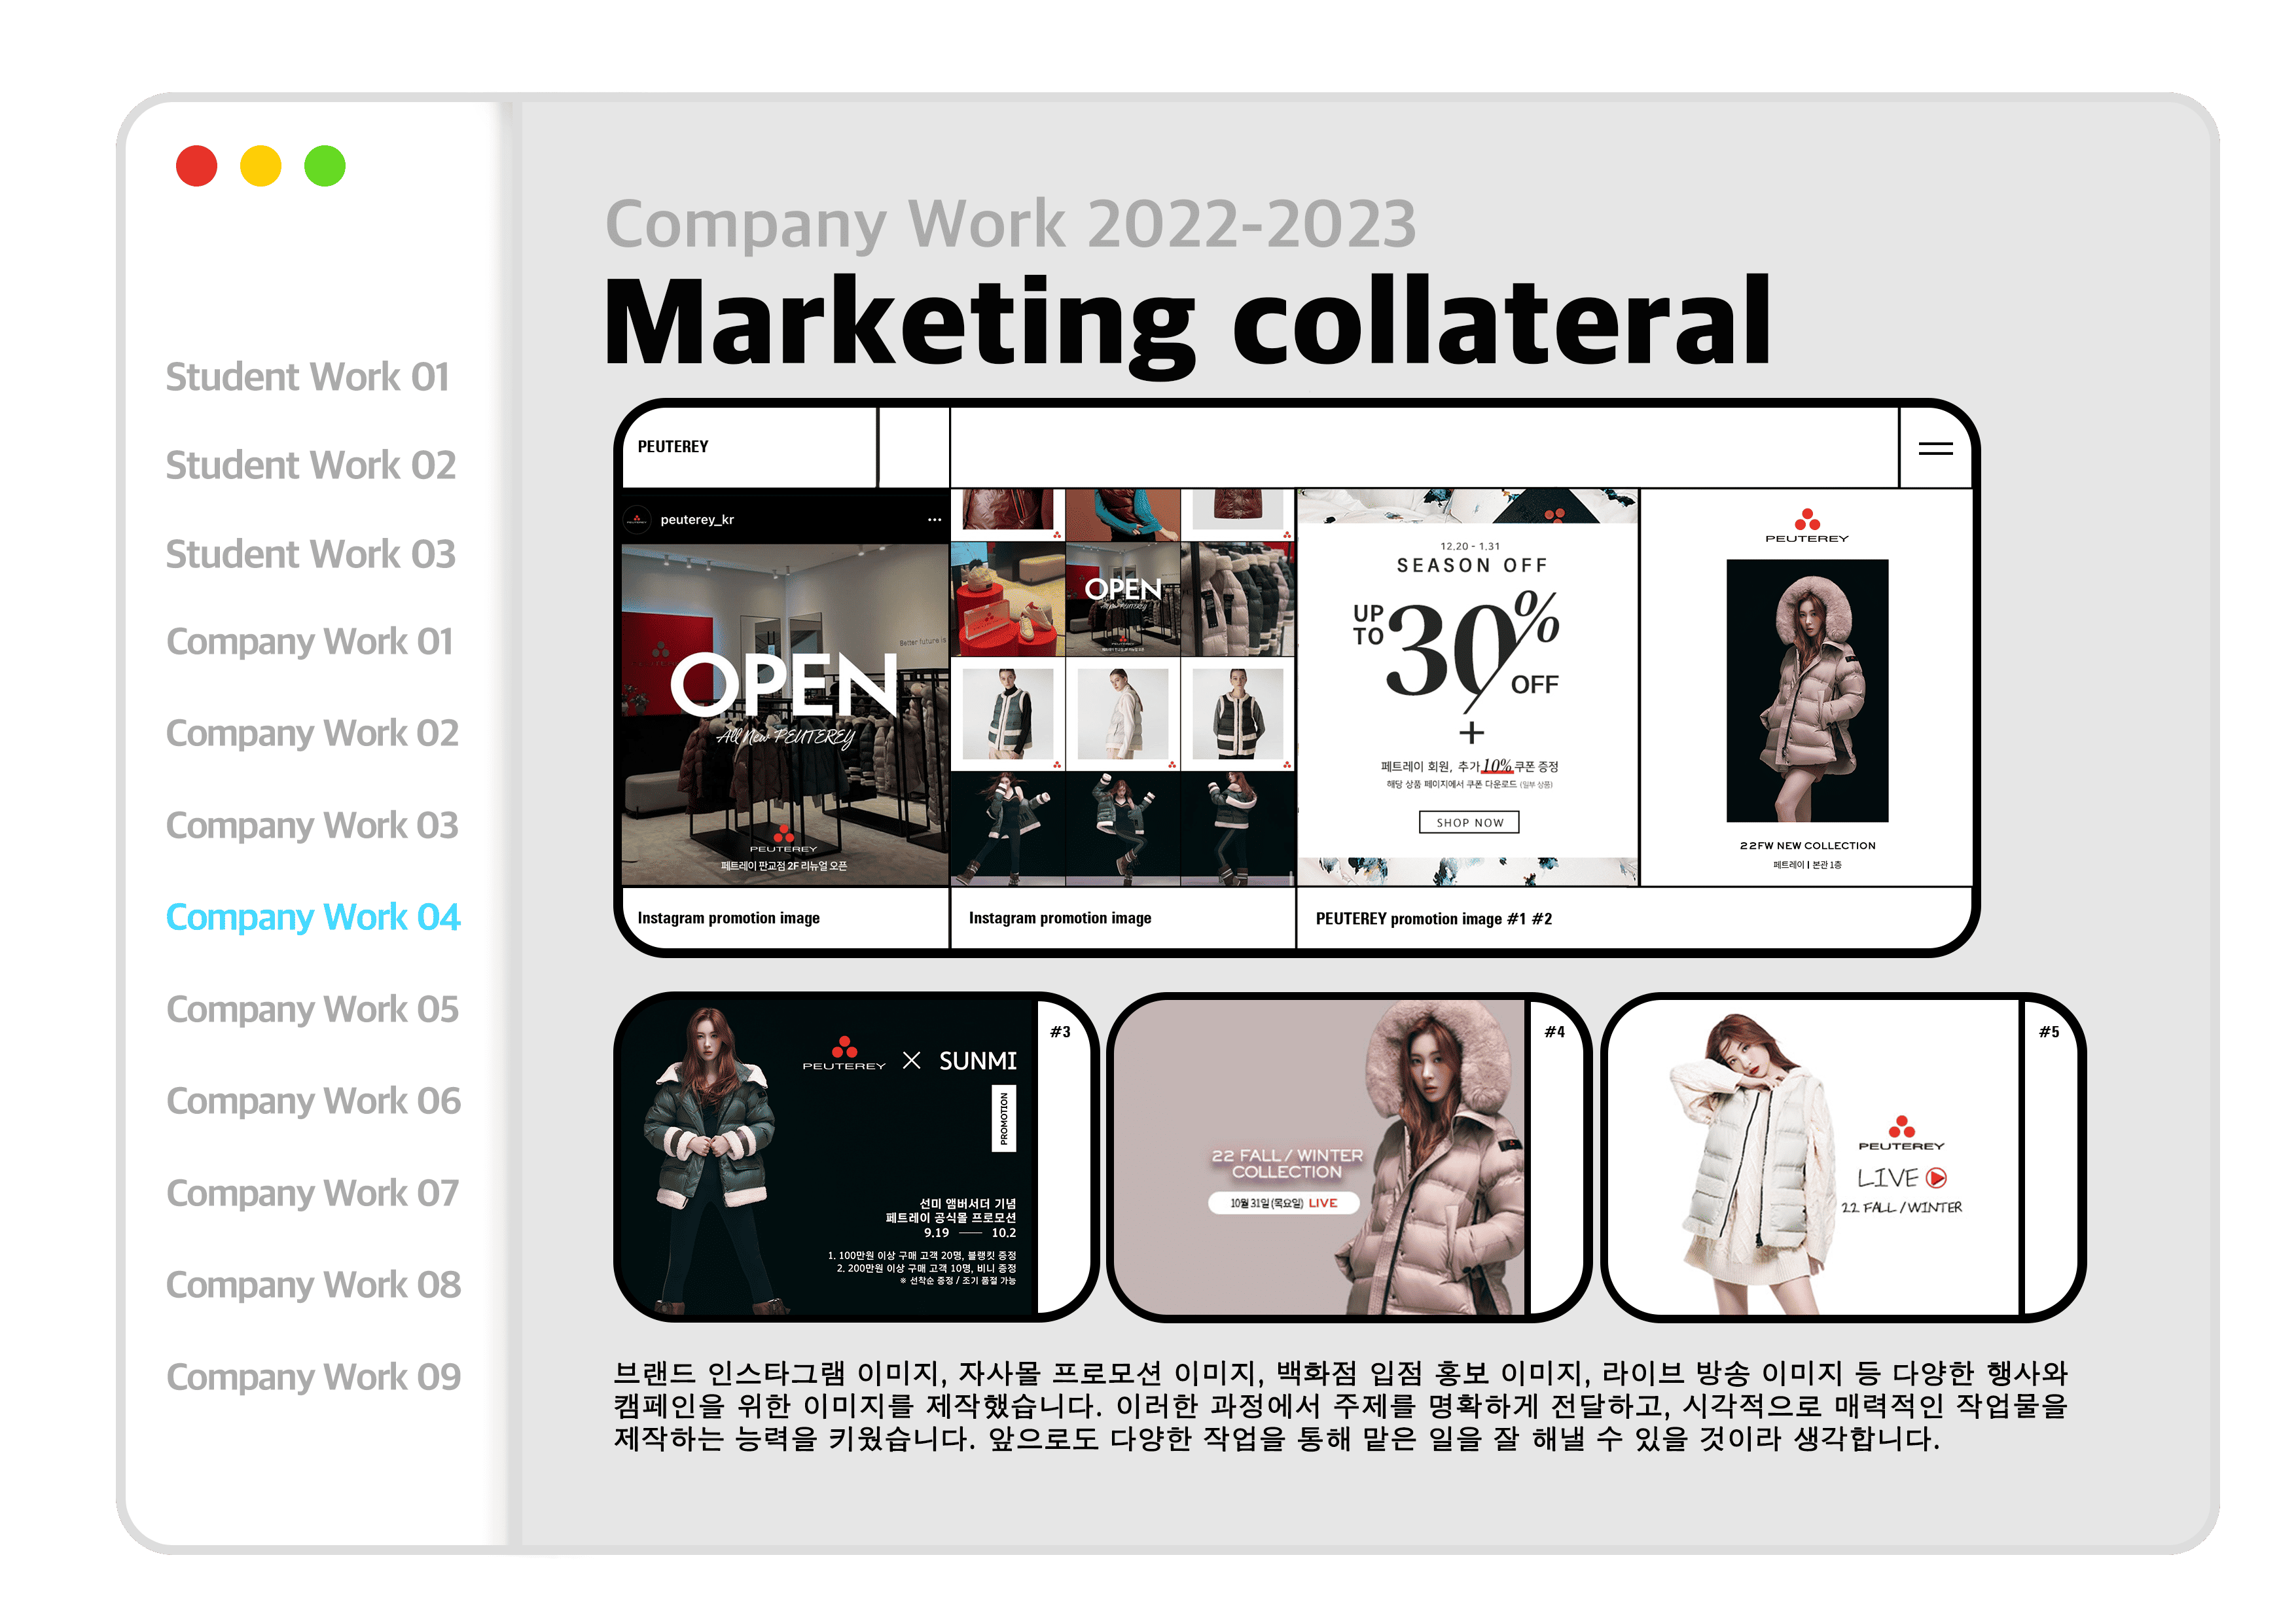 Student Work 01
Student Work 02
Student Work 03
Company Work 01
Company Work 02
Company Work 03
Company Work 04
Company Work 05
Company Work 06
Company Work 07
Company Work 08
Company Work 09
Company Work 2022-2023
Marketing collateral
PEUTEREY
peuterey_kr
Better future is
OPEN
All New PEUTEREY
PEUTEREY
페트레이 판교점 2F 리뉴얼 오픈
OPEN
All New PEUTEREY
12.20 - 1.31
SEASON OFF
UP TO 30% OFF
+
페트레이 회원, 추가 10% 쿠폰 증정
해당 상품 페이지에서 쿠폰 다운로드 (일부 상품)
SHOP NOW
PEUTEREY
22FW NEW COLLECTION
페트레이 | 본관 1층
Instagram promotion image
Instagram promotion image
PEUTEREY promotion image #1 #2
PEUTEREY × SUNMI
PROMOTION
선미 앰버서더 기념
페트레이 공식몰 프로모션
9.19 — 10.2
1. 100만원 이상 구매 고객 20명, 블랭킷 증정
2. 200만원 이상 구매 고객 10명, 비니 증정
※ 선착순 증정 / 조기 품절 가능
#3
22 FALL / WINTER
COLLECTION
10월 31일 (목요일) LIVE
#4
PEUTEREY
LIVE
22 FALL / WINTER
#5
브랜드 인스타그램 이미지, 자사몰 프로모션 이미지, 백화점 입점 홍보 이미지, 라이브 방송 이미지 등 다양한 행사와
캠페인을 위한 이미지를 제작했습니다. 이러한 과정에서 주제를 명확하게 전달하고, 시각적으로 매력적인 작업물을
제작하는 능력을 키웠습니다. 앞으로도 다양한 작업을 통해 맡은 일을 잘 해낼 수 있을 것이라 생각합니다.